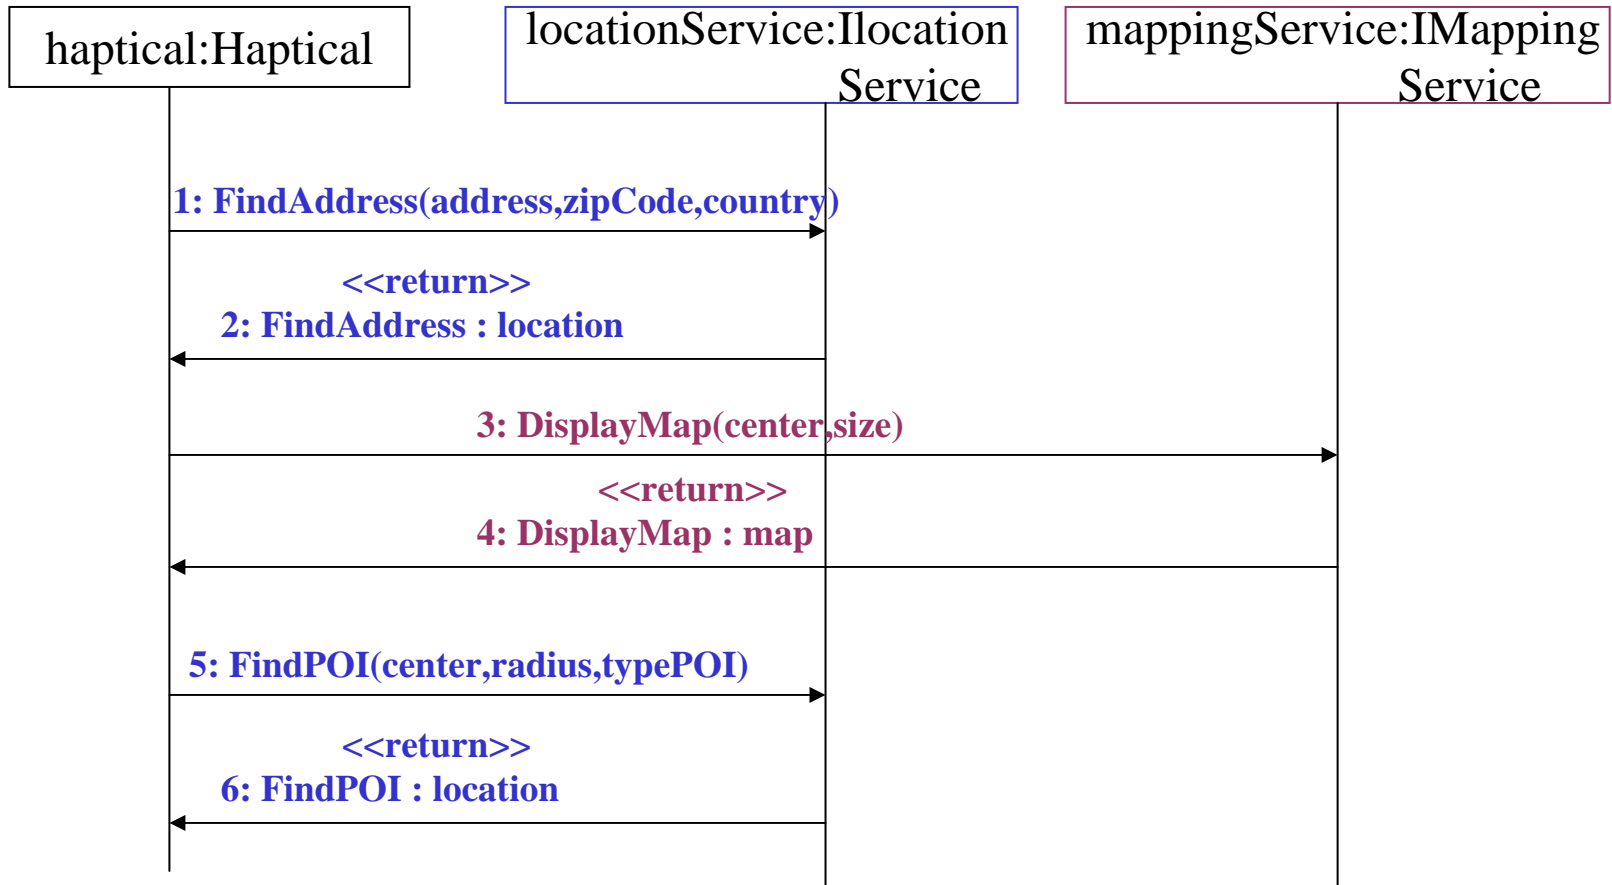 haptical:Haptical
locationService:Ilocation
Service
mappingService:IMapping
Service
1: FindAddress(address,zipCode,country)
<<return>>
2: FindAddress : location
3: DisplayMap(center,size)
<<return>>
4: DisplayMap : map
5: FindPOI(center,radius,typePOI)
<<return>>
6: FindPOI : location